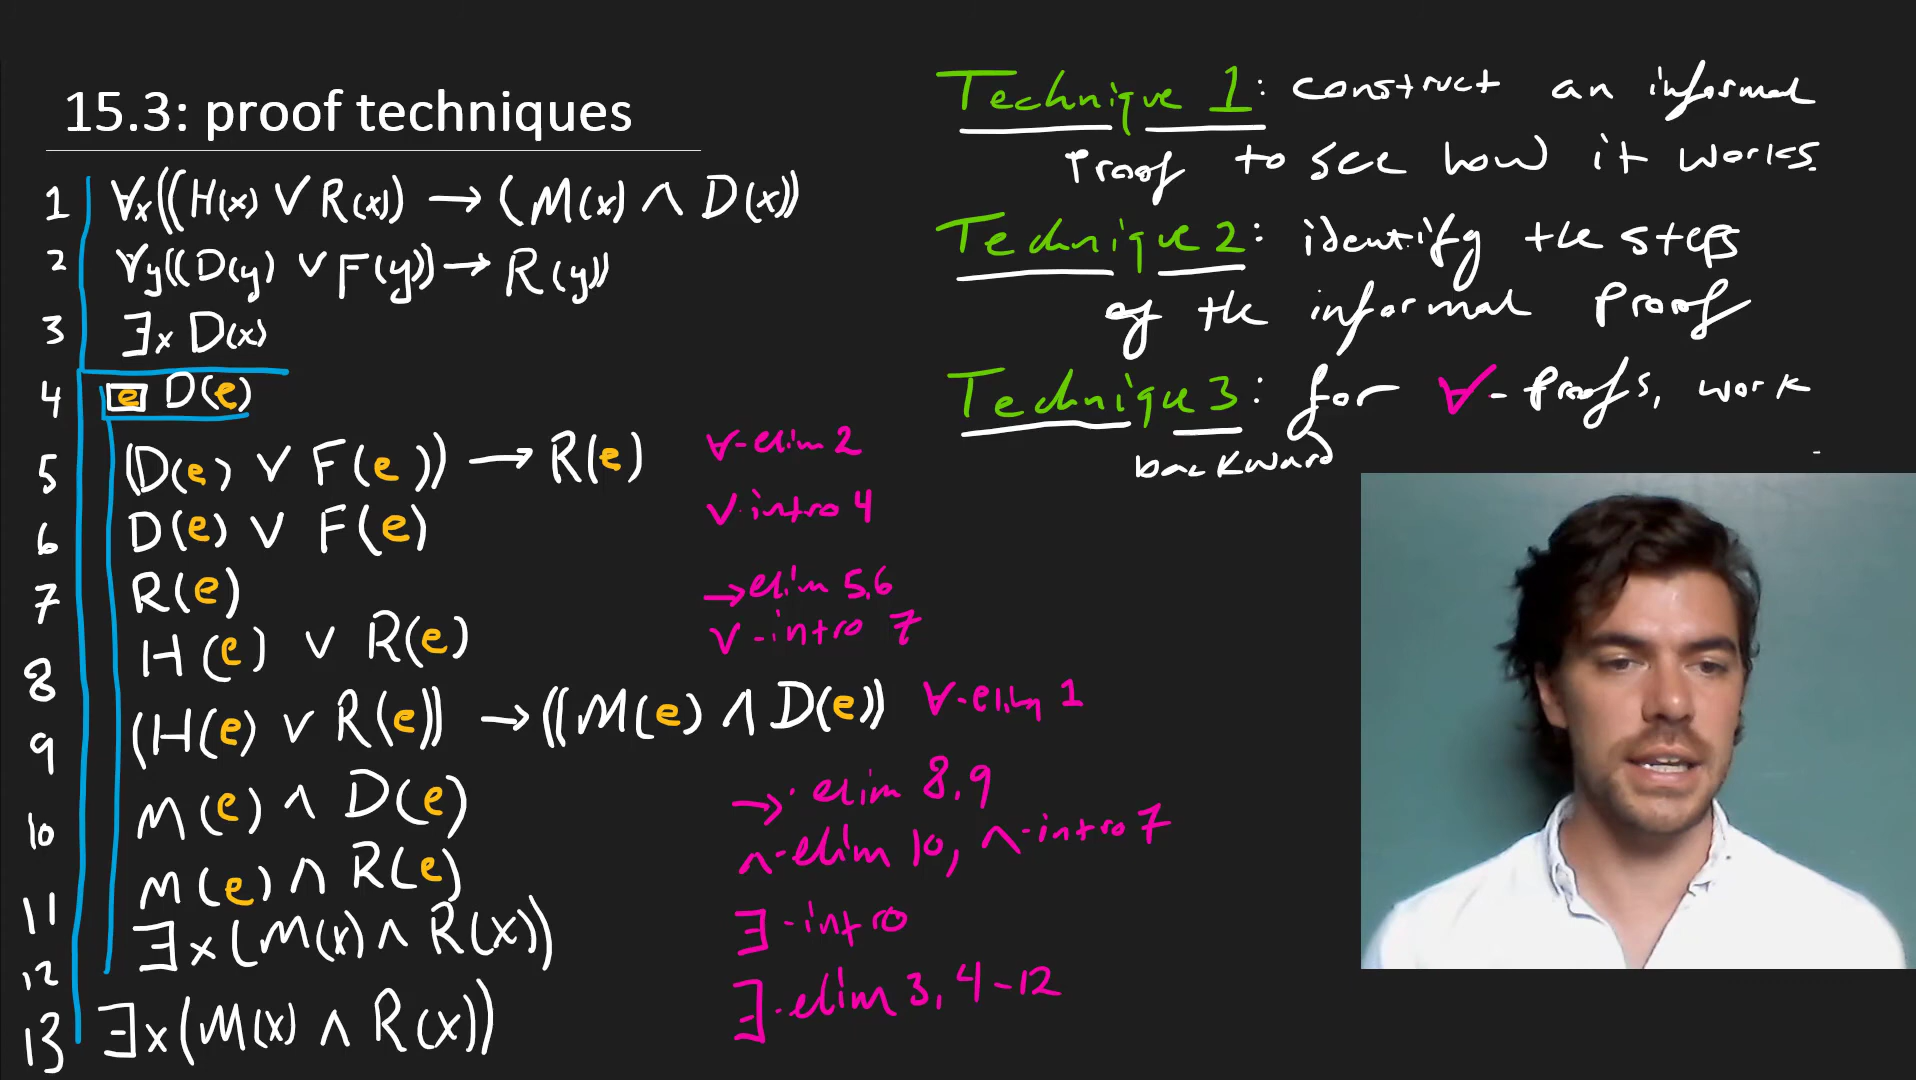 15.3: proof techniques
1 ∀x((H(x) ∨ R(x)) → (M(x) ∧ D(x))
2 ∀y((D(y) ∨ F(y)) → R(y))
3 ∃x D(x)
4 e D(e)
5 (D(e) ∨ F(e)) → R(e) ∀-elim 2
6 D(e) ∨ F(e) ∨-intro 4
7 R(e) → elim 5,6
8 H(e) ∨ R(e) ∨-intro 7
9 (H(e) ∨ R(e)) → ((M(e) ∧ D(e)) ∀-elim 1
10 M(e) ∧ D(e) →-elim 8,9
11 M(e) ∧ R(e) ∧-elim 10, ∧-intro 7
12 ∃x(M(x) ∧ R(x)) ∃-intro
13 ∃x(M(x) ∧ R(x)) ∃-elim 3, 4-12
Technique 1: construct an informal
proof to see how it works.
Technique 2: identify the steps
of the informal proof
Technique 3: for ∀-proofs, work
backward